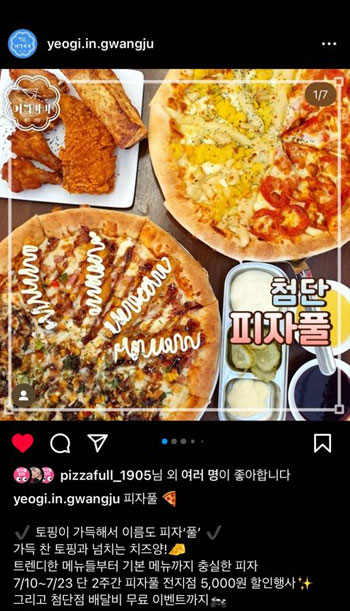 yeogi.in.gwangju
여기광주
1/7
첨단
피자풀
pizzafull_1905님 외 여러 명이 좋아합니다
yeogi.in.gwangju 피자풀 🍕
✔️ 토핑이 가득해서 이름도 피자‘풀’ ✔️
가득 찬 토핑과 넘치는 치즈양!🧀
트렌디한 메뉴들부터 기본 메뉴까지 충실한 피자
7/10~7/23 단 2주간 피자풀 전지점 5,000원 할인행사✨
그리고 첨단점 배달비 무료 이벤트까지🏍️